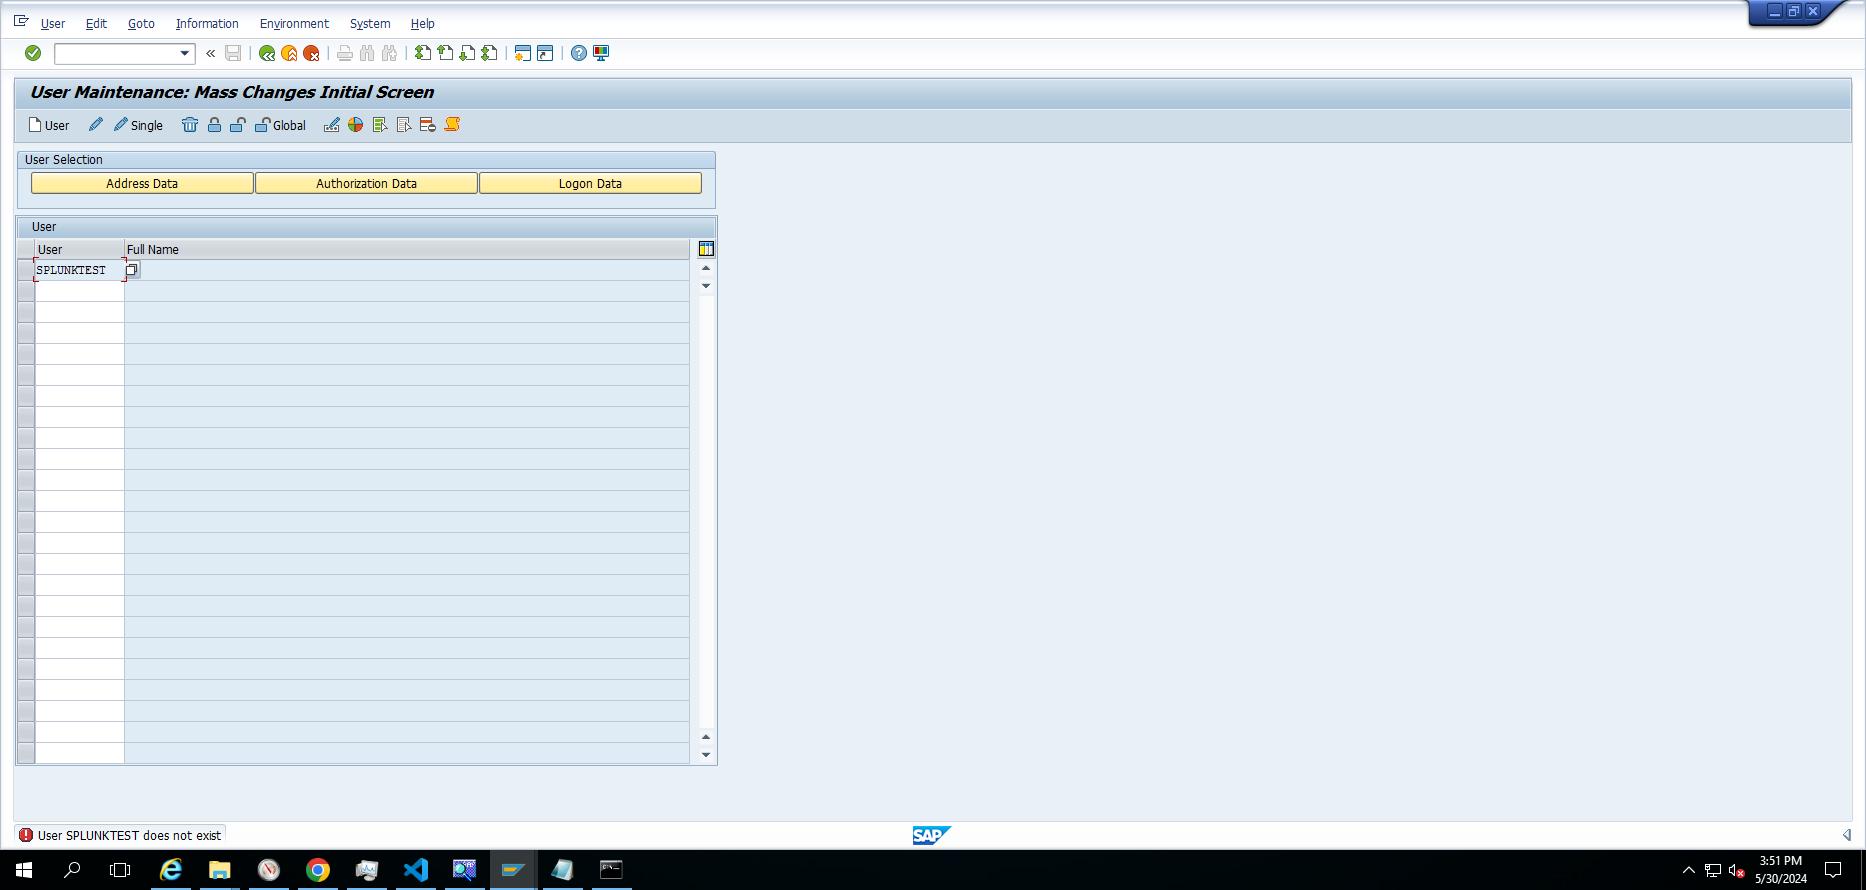 User Edit Goto Information Environment System Help
User Maintenance: Mass Changes Initial Screen
User Single Global
User Selection
Address Data Authorization Data Logon Data
User
User Full Name
SPLUNKTEST
User SPLUNKTEST does not exist
SAP
3:51 PM
5/30/2024